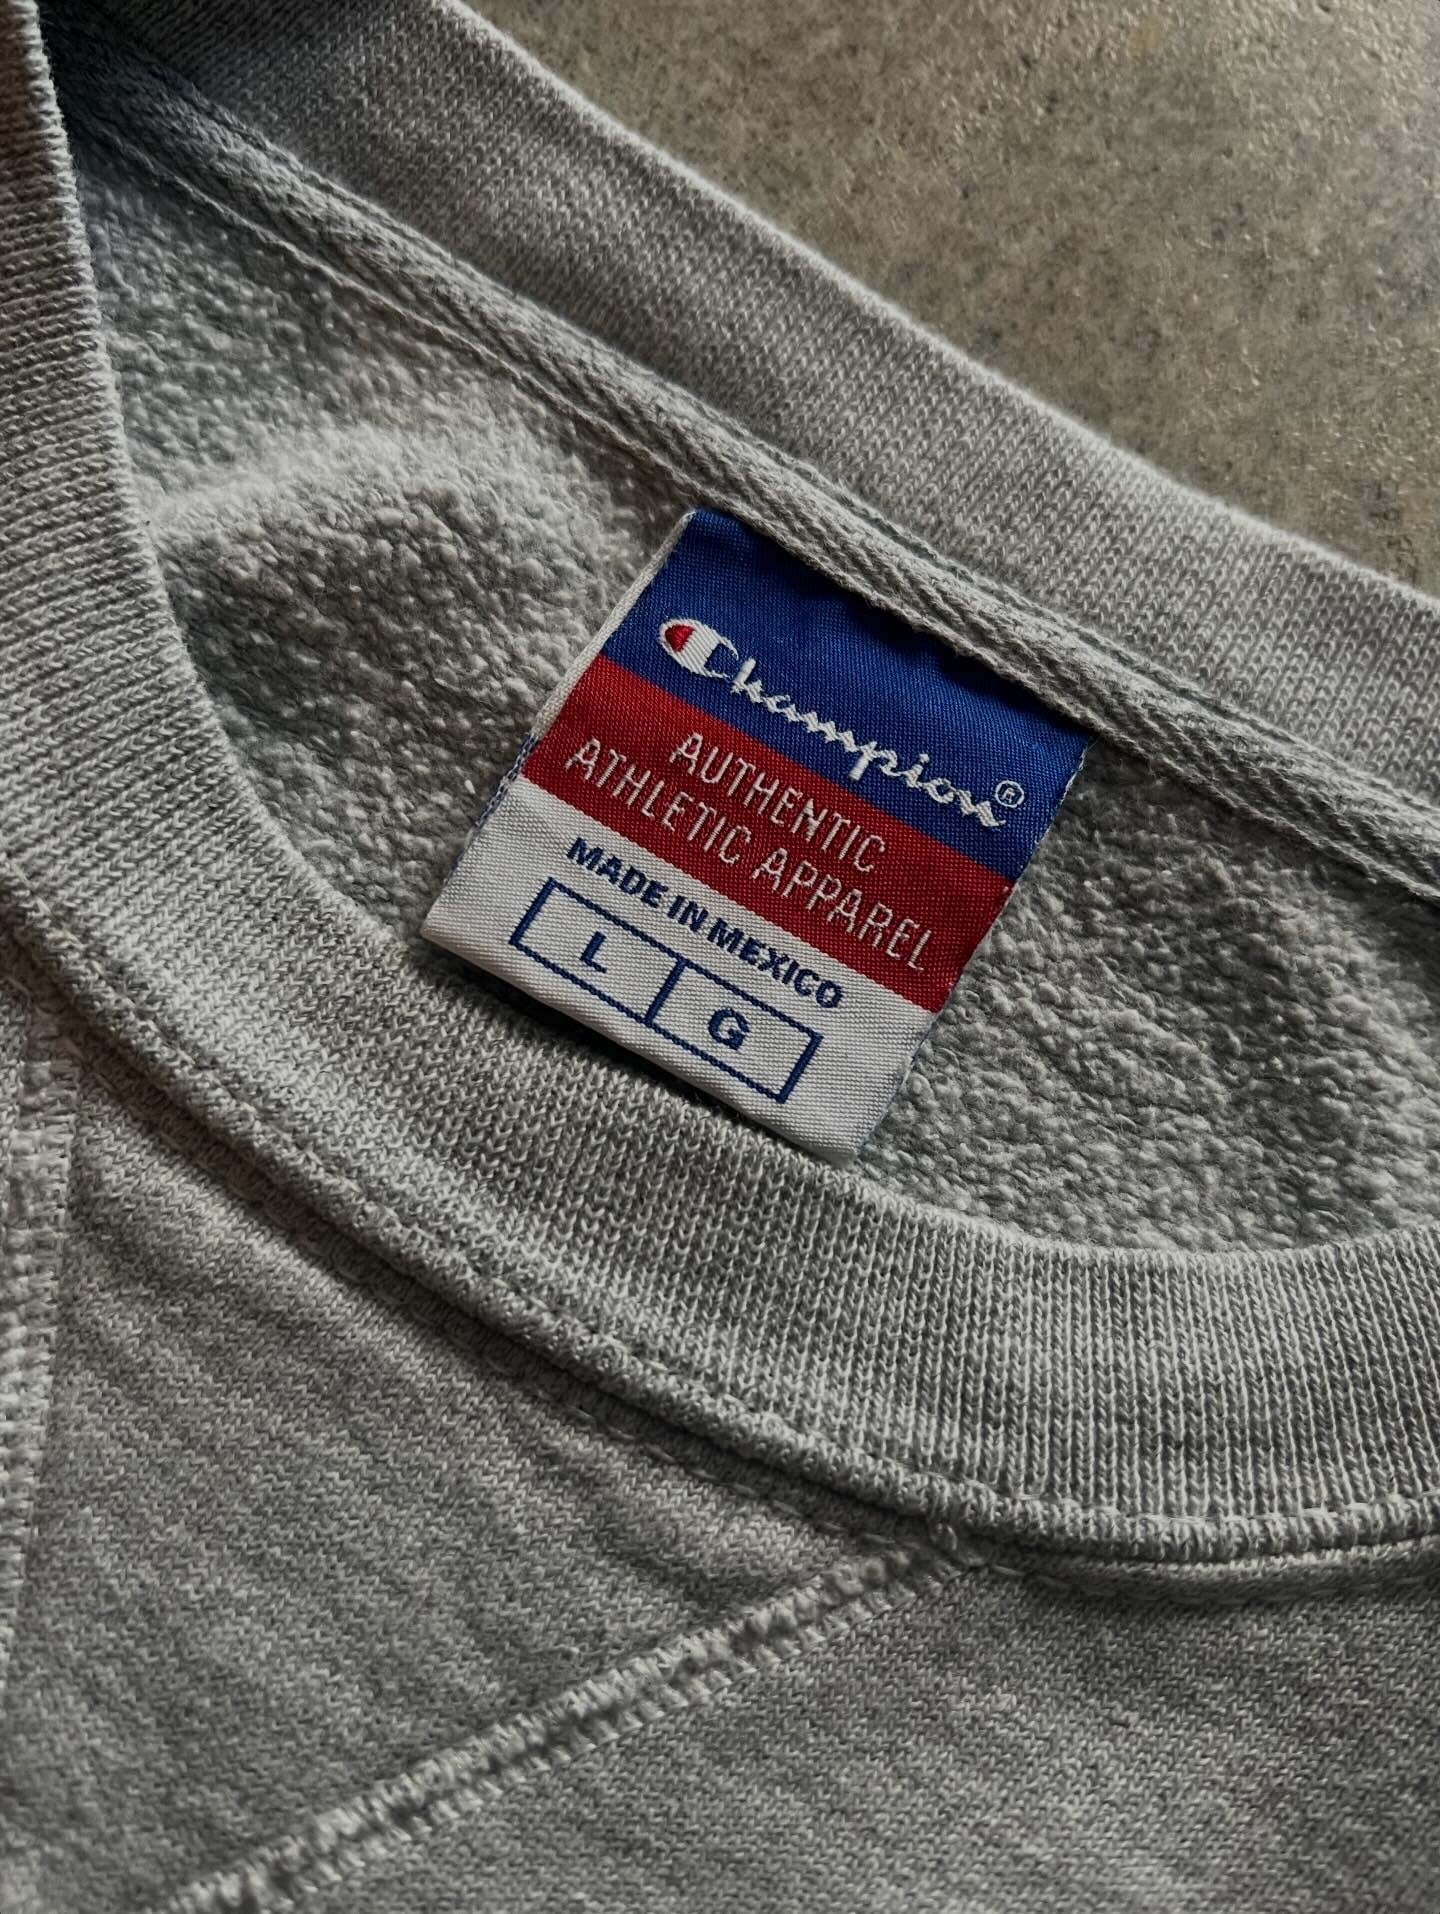 Champion®
AUTHENTIC
ATHLETIC APPAREL
MADE IN MEXICO
L G